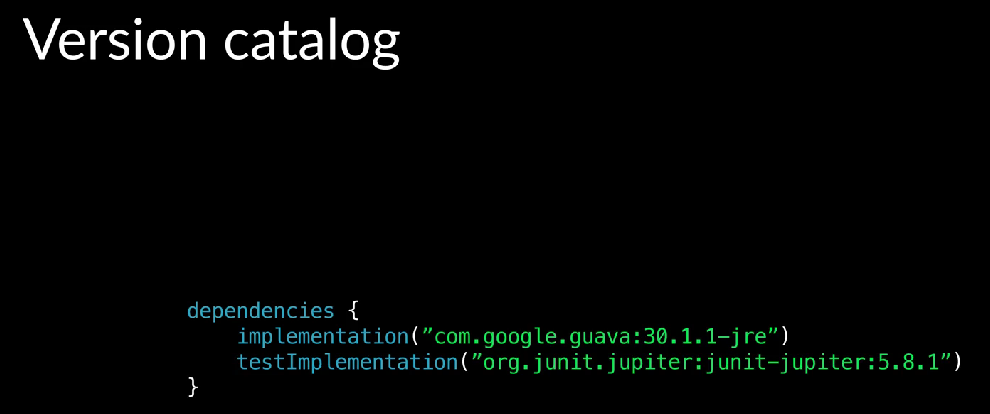 Version catalog
dependencies {
implementation(”com.google.guava:30.1.1-jre”)
testImplementation(”org.junit.jupiter:junit-jupiter:5.8.1”)
}